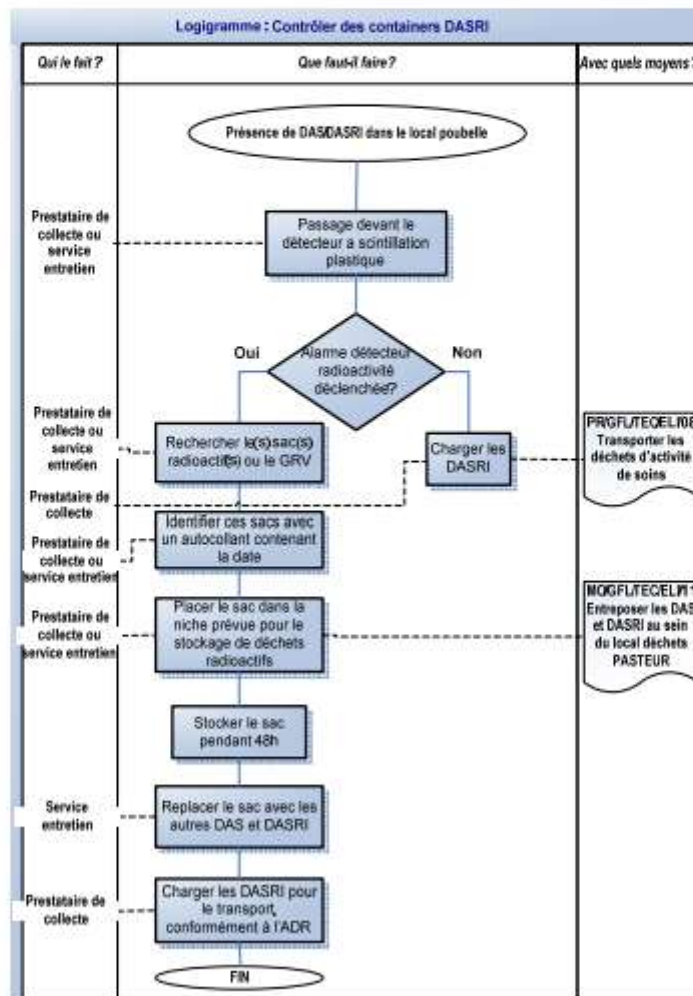 Logigramme : Contrôler des containers DASRI
Qui le fait ?
Que faut-il faire ?
Avec quels moyens ?
Présence de DAS/DASRI dans le local poubelle
Prestataire de
collecte ou
service
entretien
Passage devant le
détecteur a scintillation
plastique
Alarme détecteur
radioactivité
déclenchée?
Oui
Non
Prestataire de
collecte ou
service
entretien
Rechercher le(s)sac(s)
radioactif(s) ou le GRV
Charger les
DASRI
Transporter les
déchets d'activité
de soins
Prestataire de
collecte
Prestataire de
collecte ou
service entretien
Identifier ces sacs avec
un autocollant contenant
la date
Prestataire de
collecte ou
service entretien
Placer le sac dans la
niche prévue pour le
stockage de déchets
radioactifs
Entreposer les DAS
et DASRI au sein
du local déchets
PASTEUR
Stocker le sac
pendant 48h
Service
entretien
Replacer le sac avec les
autres DAS et DASRI
Prestataire de
collecte
Charger les DASRI pour
le transport,
conformément à l'ADR
FIN